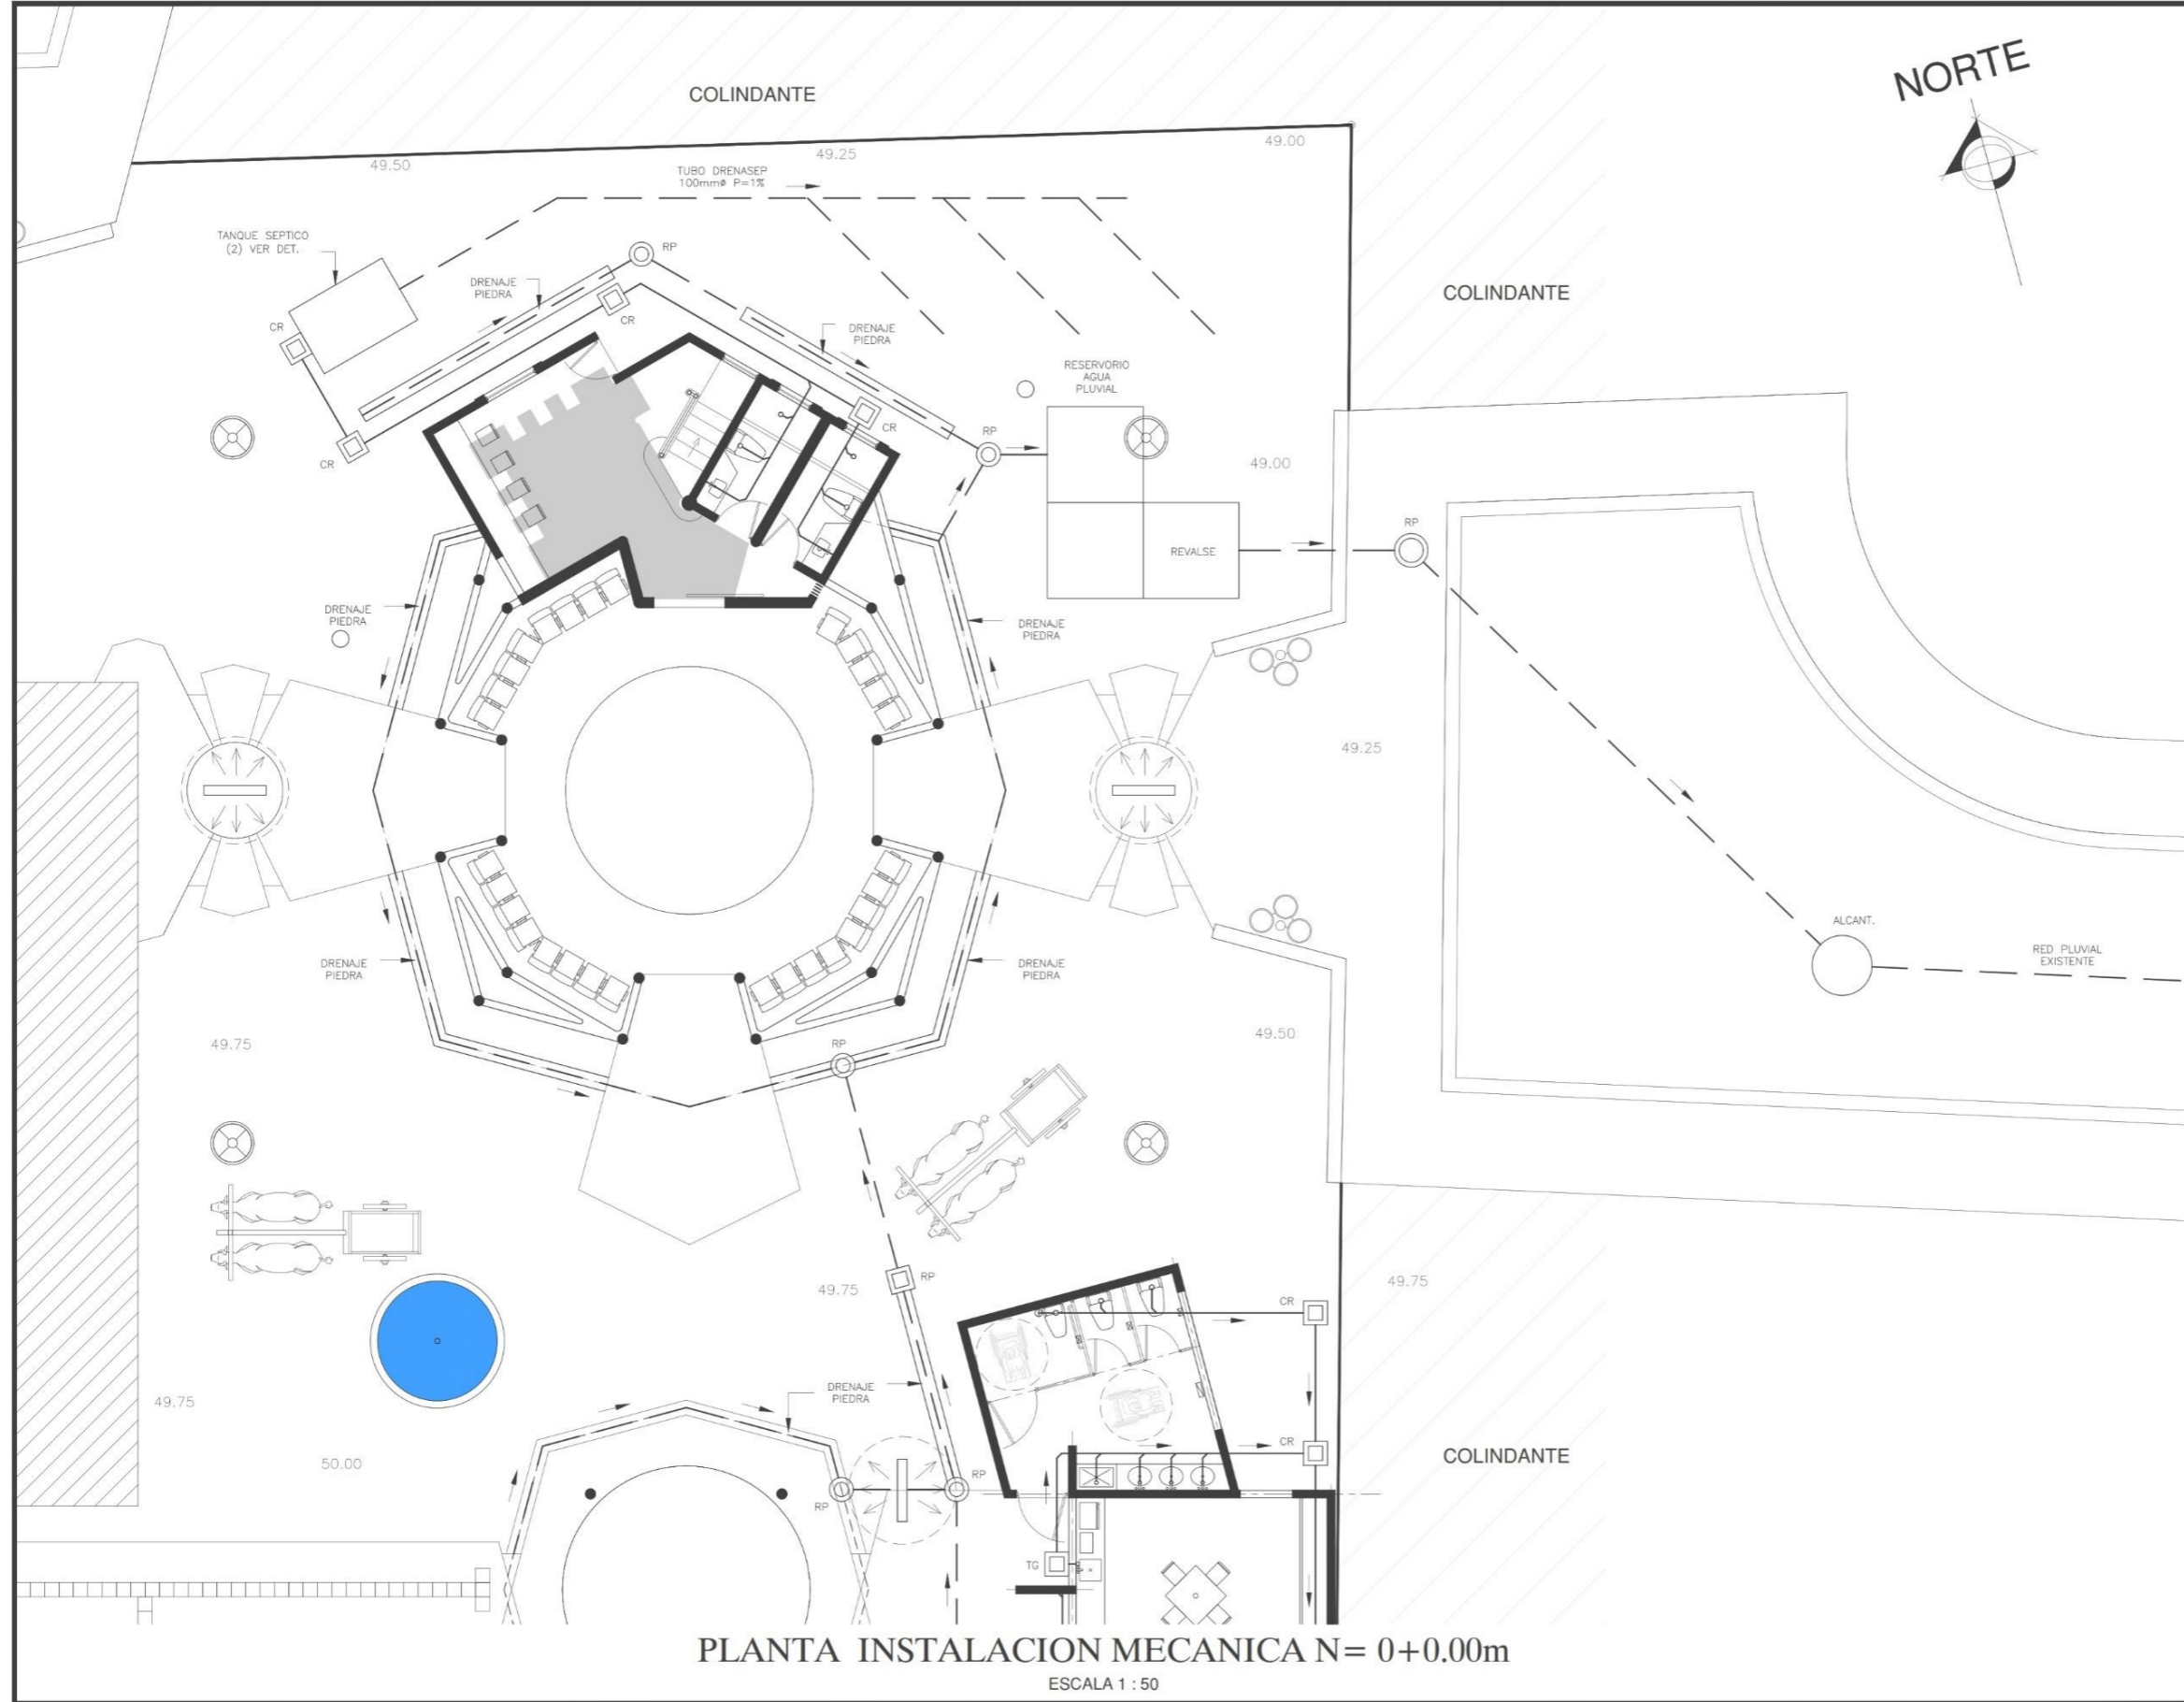 NORTE
COLINDANTE
49.50
49.25
49.00
TUBO DRENASEP
100mmø P=1%
TANQUE SEPTICO
(2) VER DET.
RP
DRENAJE
PIEDRA
COLINDANTE
CR
CR
DRENAJE
PIEDRA
RESERVORIO
AGUA
PLUVIAL
CR
RP
CR
49.00
RP
REVALSE
DRENAJE
PIEDRA
DRENAJE
PIEDRA
49.25
ALCANT.
RED PLUVIAL
EXISTENTE
DRENAJE
PIEDRA
DRENAJE
PIEDRA
49.50
49.75
RP
RP
49.75
49.75
CR
DRENAJE
PIEDRA
49.75
CR
COLINDANTE
50.00
RP
RP
TG
PLANTA INSTALACION MECANICA N= 0+0.00m
ESCALA 1 : 50